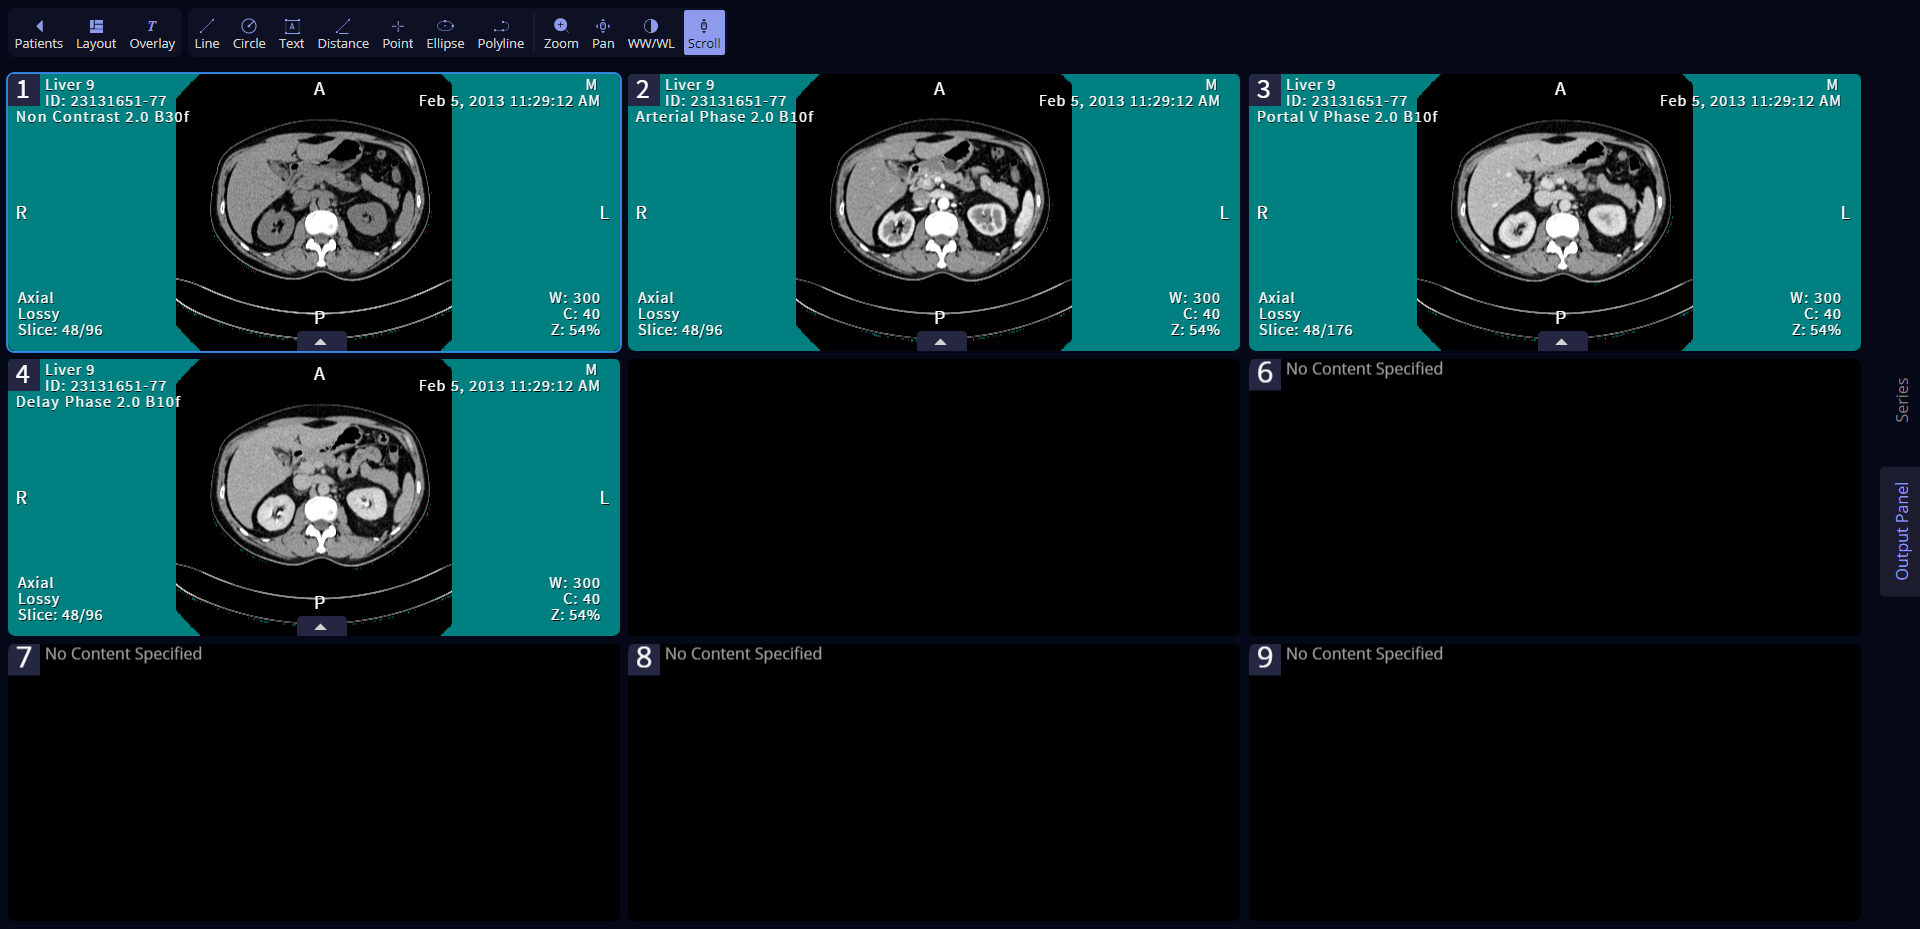 Patients
Layout
Overlay
Line
Circle
Text
Distance
Point
Ellipse
Polyline
Zoom
Pan
WW/WL
Scroll
1
Liver 9
ID: 23131651-77
Non Contrast 2.0 B30f
A
M
Feb 5, 2013 11:29:12 AM
R
L
Axial
Lossy
Slice: 48/96
P
W: 300
C: 40
Z: 54%
2
Liver 9
ID: 23131651-77
Arterial Phase 2.0 B10f
A
M
Feb 5, 2013 11:29:12 AM
R
L
Axial
Lossy
Slice: 48/96
P
W: 300
C: 40
Z: 54%
3
Liver 9
ID: 23131651-77
Portal V Phase 2.0 B10f
A
M
Feb 5, 2013 11:29:12 AM
R
L
Axial
Lossy
Slice: 48/176
P
W: 300
C: 40
Z: 54%
4
Liver 9
ID: 23131651-77
Delay Phase 2.0 B10f
A
M
Feb 5, 2013 11:29:12 AM
R
L
Axial
Lossy
Slice: 48/96
P
W: 300
C: 40
Z: 54%
6
No Content Specified
7
No Content Specified
8
No Content Specified
9
No Content Specified
Series
Output Panel